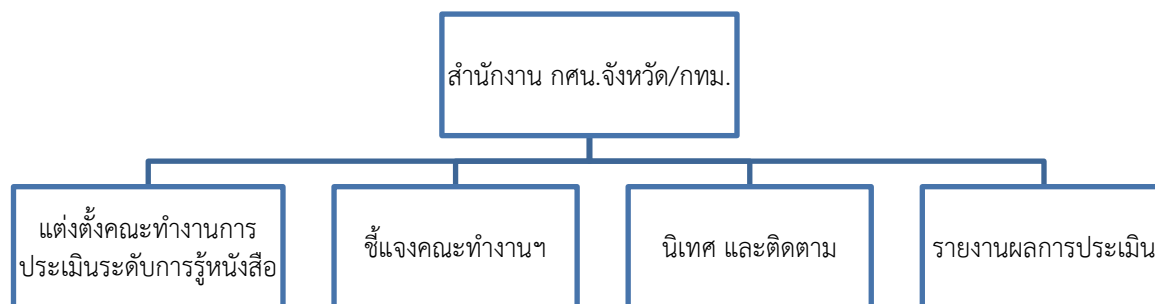 สำนักงาน กศน.จังหวัด/กทม.
แต่งตั้งคณะทำงานการ
ประเมินระดับการรู้หนังสือ
ชี้แจงคณะทำงานฯ
นิเทศ และติดตาม
รายงานผลการประเมิน